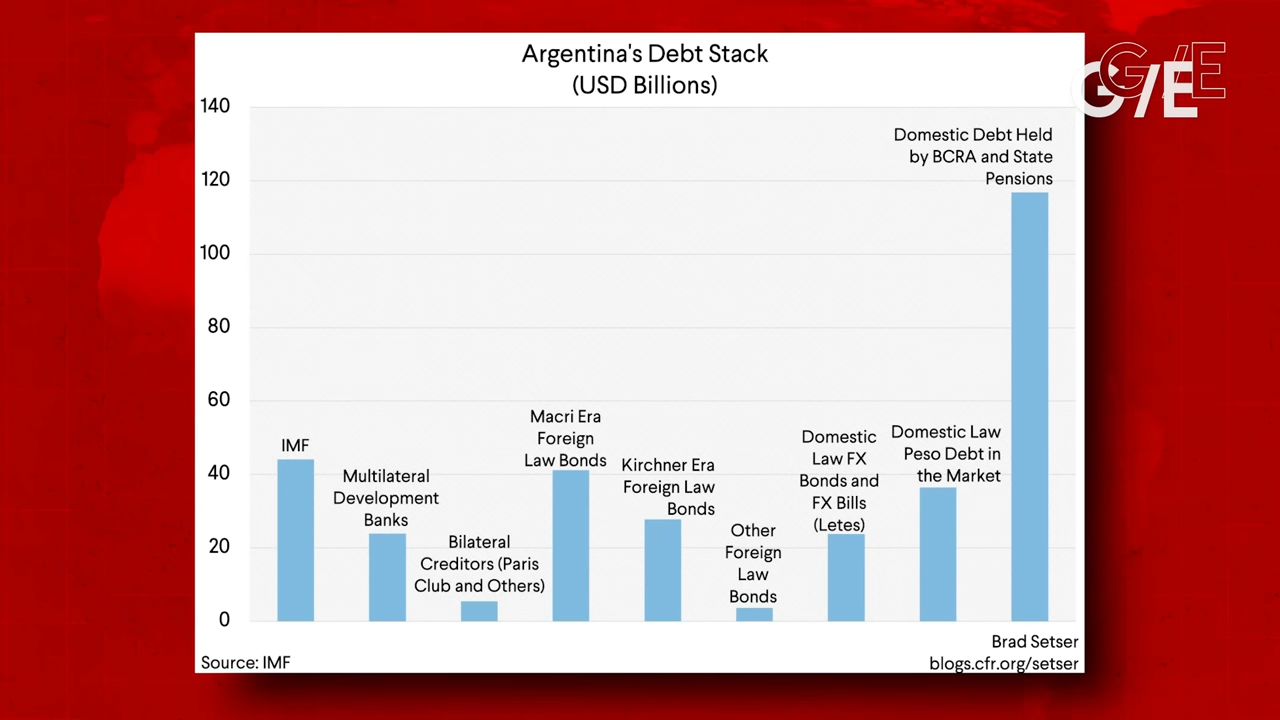 Argentina's Debt Stack
(USD Billions)
G/E
G/E
140
120
100
80
60
40
20
0
IMF
Multilateral
Development
Banks
Bilateral
Creditors (Paris
Club and Others)
Macri Era
Foreign
Law Bonds
Kirchner Era
Foreign Law
Bonds
Other
Foreign
Law
Bonds
Domestic
Law FX
Bonds and
FX Bills
(Letes)
Domestic Law
Peso Debt in
the Market
Domestic Debt Held
by BCRA and State
Pensions
Source: IMF
Brad Setser
blogs.cfr.org/setser